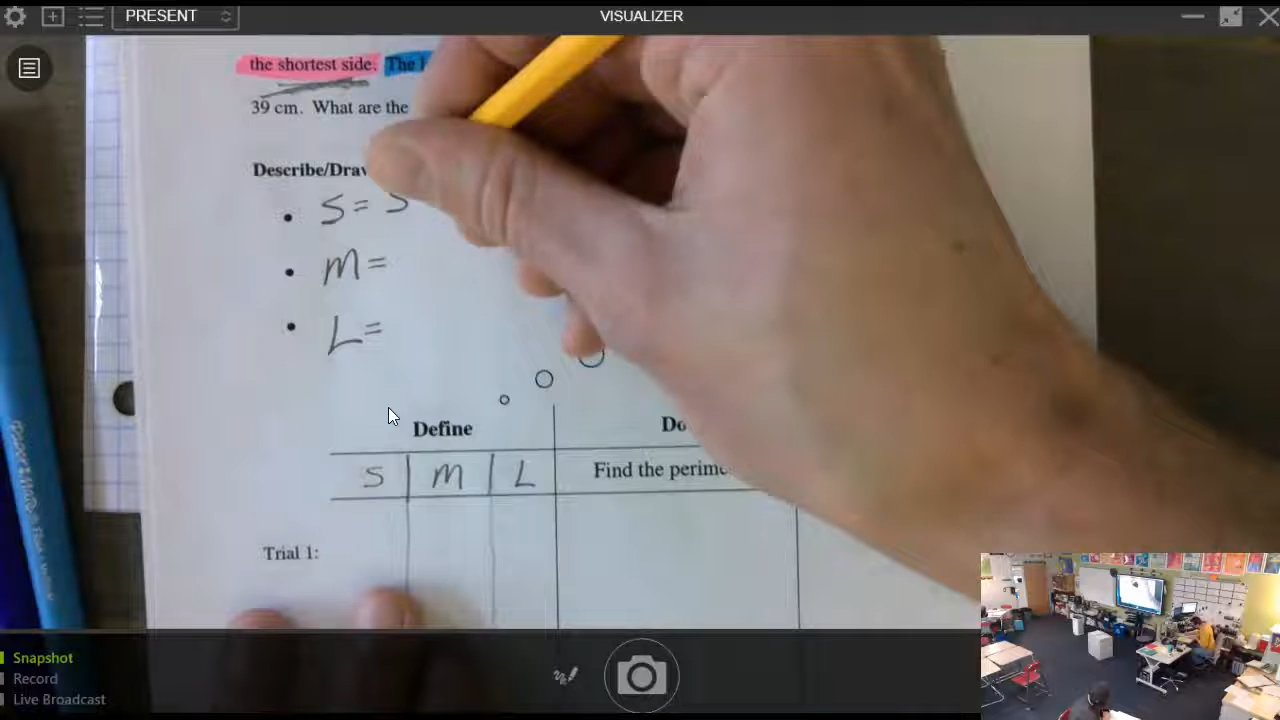 PRESENT
VISUALIZER
the shortest side. The
39 cm. What are the
Describe/Draw
• S = S
• M =
• L =
Define Do
S M L Find the perime
Trial 1:
Snapshot
Record
Live Broadcast